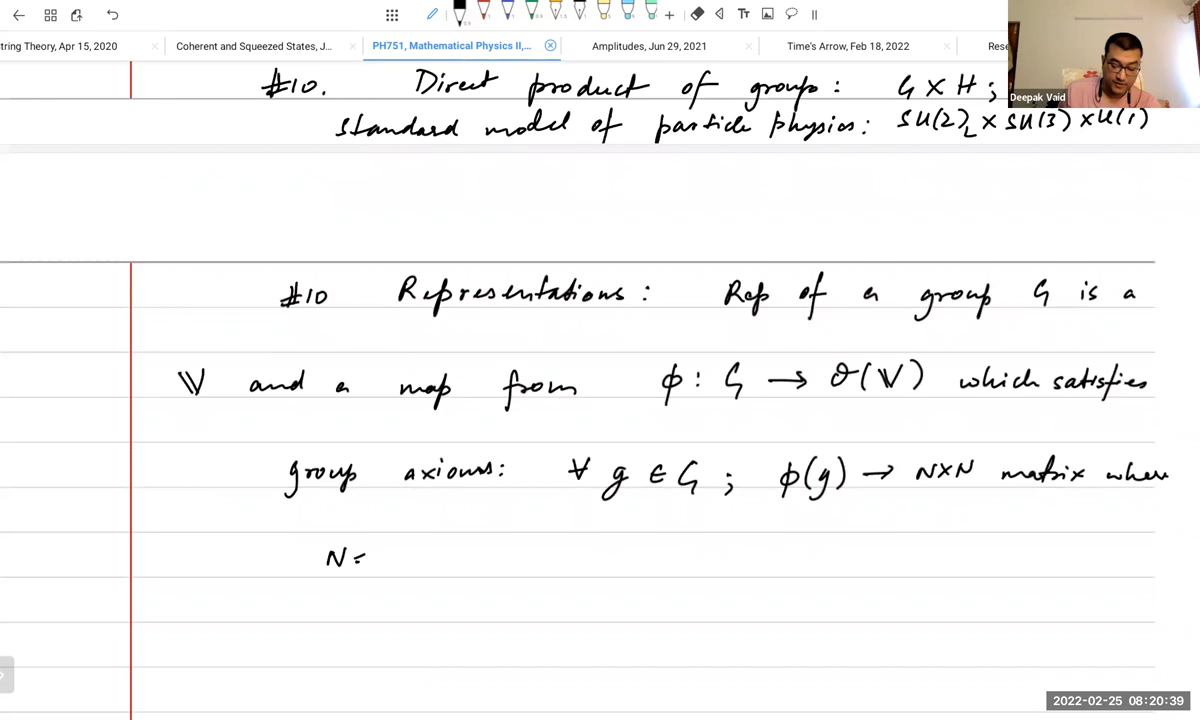 tring Theory, Apr 15, 2020
Coherent and Squeezed States, J...
PH751, Mathematical Physics II,...
Amplitudes, Jun 29, 2021
Time's Arrow, Feb 18, 2022
Rese
Deepak Vaid
#10. Direct product of groups: G × H;
standard model of particle physics: SU(2)_L × SU(3) × U(1)
#10 Representations: Rep of a group G is a
𝕍 and a map from ϕ: G → O(𝕍) which satisfies
group axioms: ∀ g ∈ G; ϕ(g) → N×N matrix where
N =
2022-02-25 08:20:39